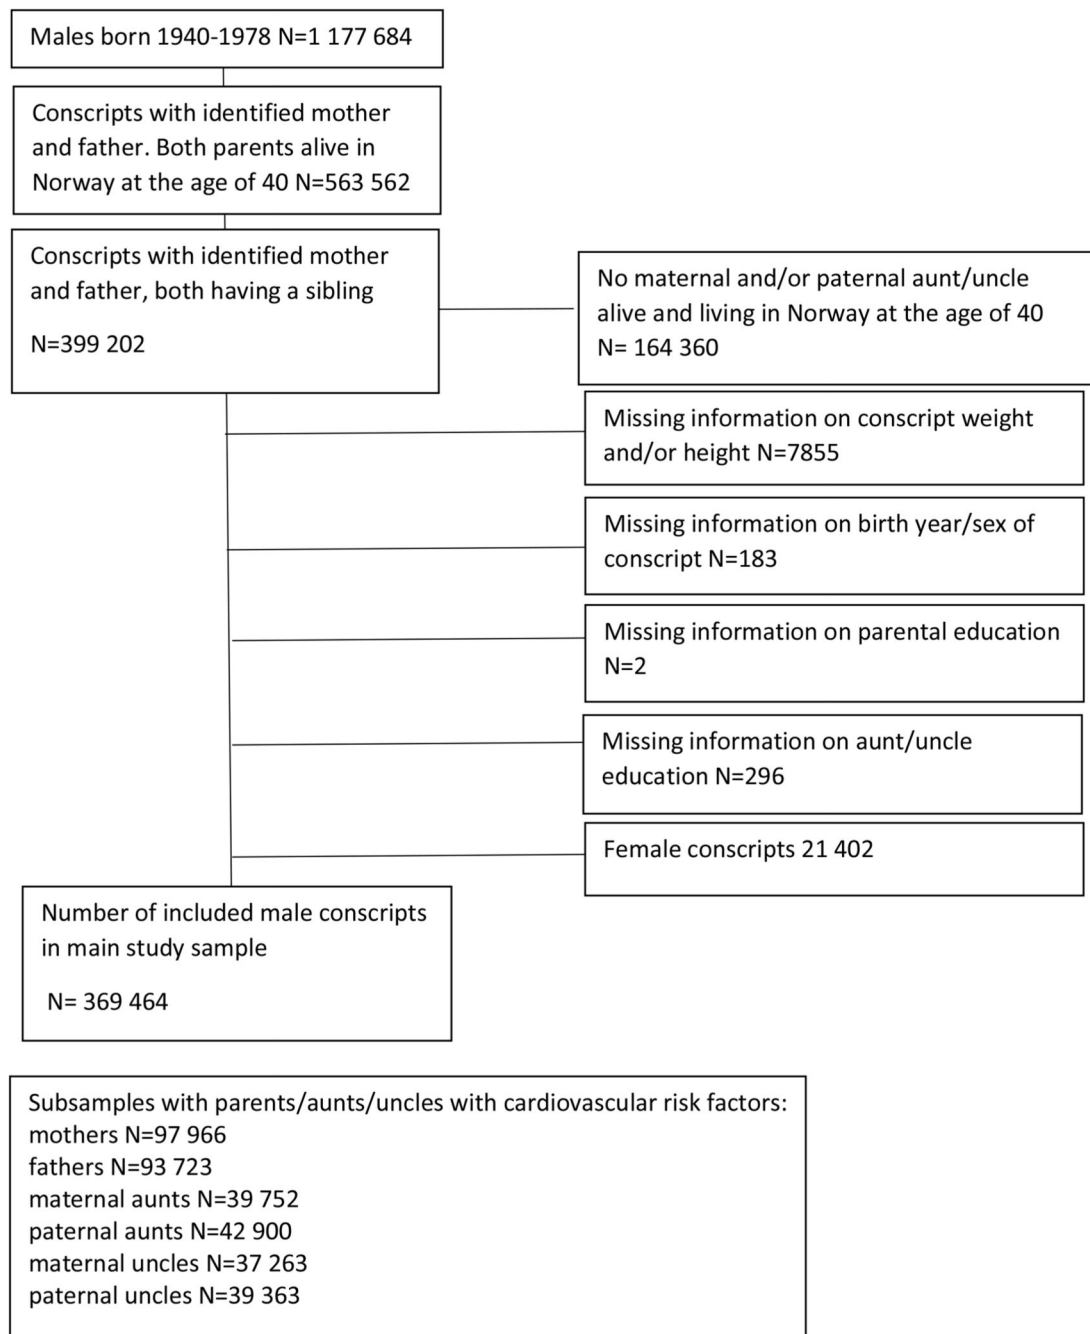 Males born 1940-1978 N=1 177 684
Conscripts with identified mother
and father. Both parents alive in
Norway at the age of 40 N=563 562
Conscripts with identified mother
and father, both having a sibling
N=399 202
No maternal and/or paternal aunt/uncle
alive and living in Norway at the age of 40
N= 164 360
Missing information on conscript weight
and/or height N=7855
Missing information on birth year/sex of
conscript N=183
Missing information on parental education
N=2
Missing information on aunt/uncle
education N=296
Female conscripts 21 402
Number of included male conscripts
in main study sample
N= 369 464
Subsamples with parents/aunts/uncles with cardiovascular risk factors:
mothers N=97 966
fathers N=93 723
maternal aunts N=39 752
paternal aunts N=42 900
maternal uncles N=37 263
paternal uncles N=39 363